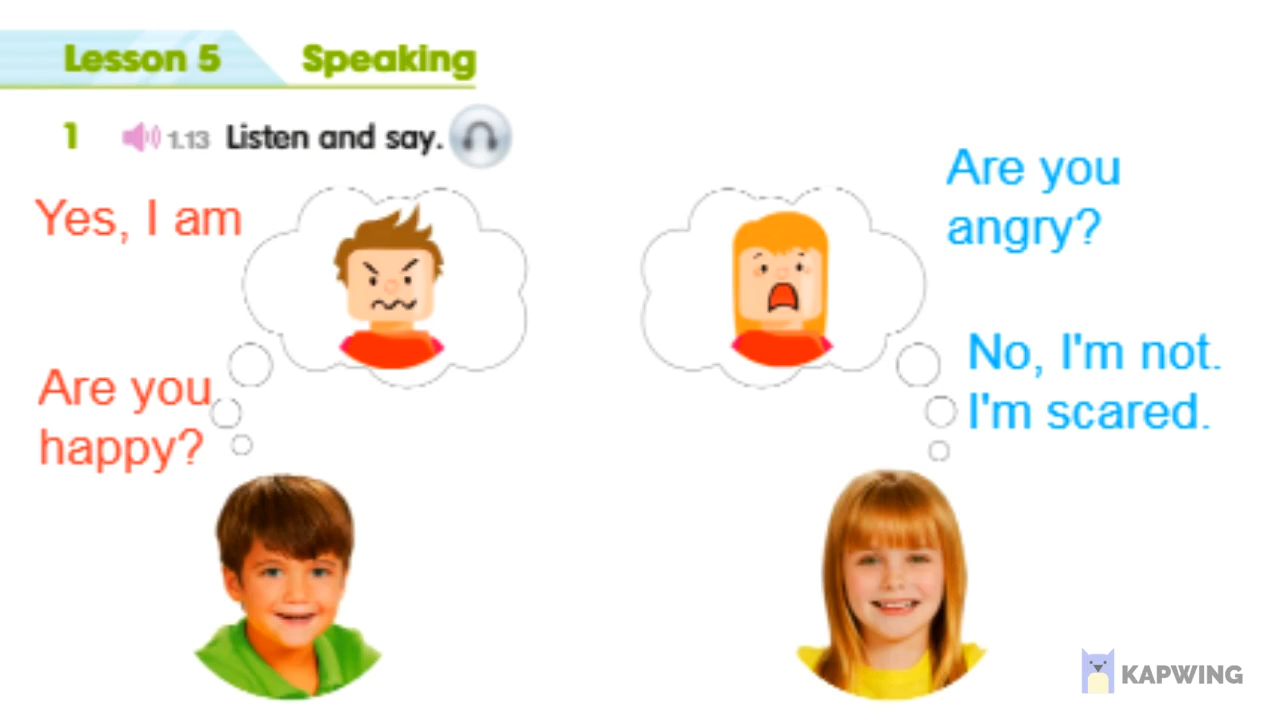 Lesson 5 Speaking
1 1.13 Listen and say.
Yes, I am
Are you
happy?
Are you
angry?
No, I'm not.
I'm scared.
KAPWING